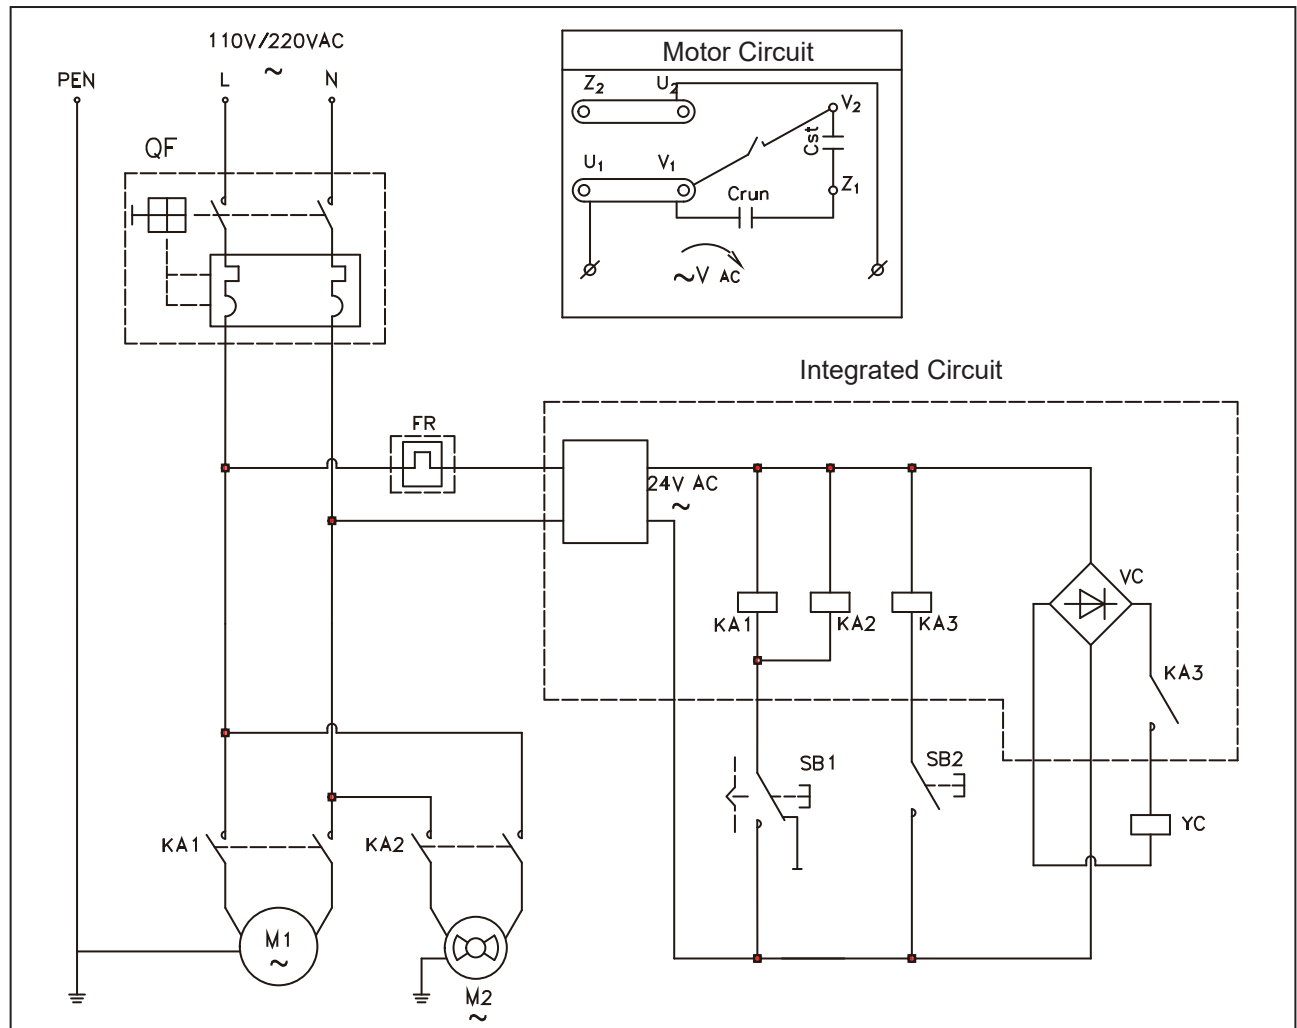 110V/220VAC
~
PEN
L
N
QF
Motor Circuit
Z2
U2
V2
Cst
U1
V1
Z1
Crun
~V AC
Integrated Circuit
FR
24V AC
~
VC
KA1
KA2
KA3
KA3
SB1
SB2
YC
KA1
KA2
M1
~
M2
~